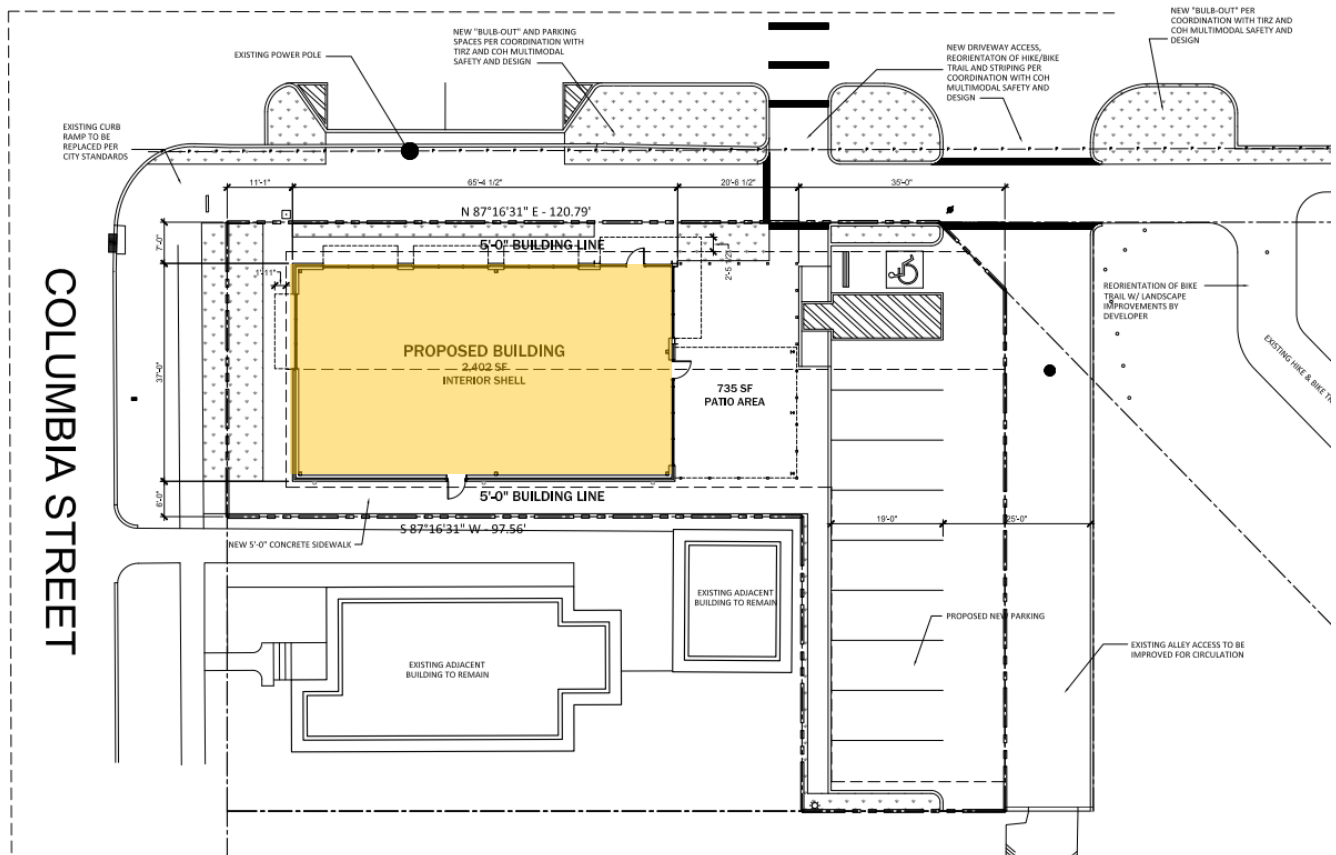 NEW "BULB-OUT" PER
COORDINATION WITH TIRZ AND
COH MULTIMODAL SAFETY AND
DESIGN
NEW "BULB-OUT" AND PARKING
SPACES PER COORDINATION WITH
TIRZ AND COH MULTIMODAL
SAFETY AND DESIGN
EXISTING POWER POLE
NEW DRIVEWAY ACCESS,
REORIENTATON OF HIKE/BIKE
TRAIL AND STRIPING PER
COORDINATION WITH COH
MULTIMODAL SAFETY AND
DESIGN
EXISTING CURB
RAMP TO BE
REPLACED PER
CITY STANDARDS
11'-1"
65'-4 1/2"
20'-6 1/2"
35'-0"
N 87°16'31" E - 120.79'
7'-0"
5'-0" BUILDING LINE
2'-5 1/2"
1'-11"
COLUMBIA STREET
REORIENTATION OF BIKE
TRAIL W/ LANDSCAPE
IMPROVEMENTS BY
DEVELOPER
EXISTING HIKE & BIKE
PROPOSED BUILDING
2,402 SF
INTERIOR SHELL
37'-0"
735 SF
PATIO AREA
6'-0"
5'-0" BUILDING LINE
S 87°16'31" W - 97.56'
19'-0"
25'-0"
NEW 5'-0" CONCRETE SIDEWALK
EXISTING ADJACENT
BUILDING TO REMAIN
PROPOSED NEW PARKING
EXISTING ALLEY ACCESS TO BE
IMPROVED FOR CIRCULATION
EXISTING ADJACENT
BUILDING TO REMAIN